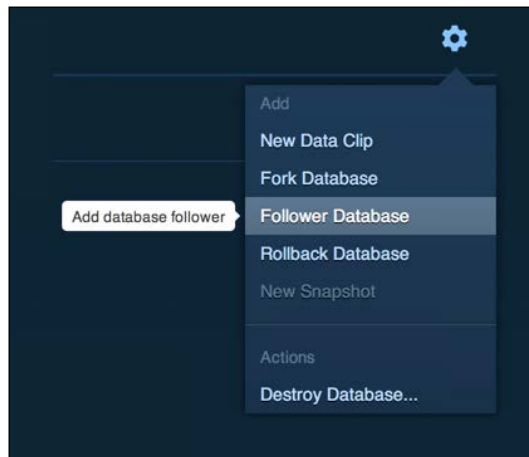 Add
New Data Clip
Fork Database
Add database follower
Follower Database
Rollback Database
New Snapshot
Actions
Destroy Database...